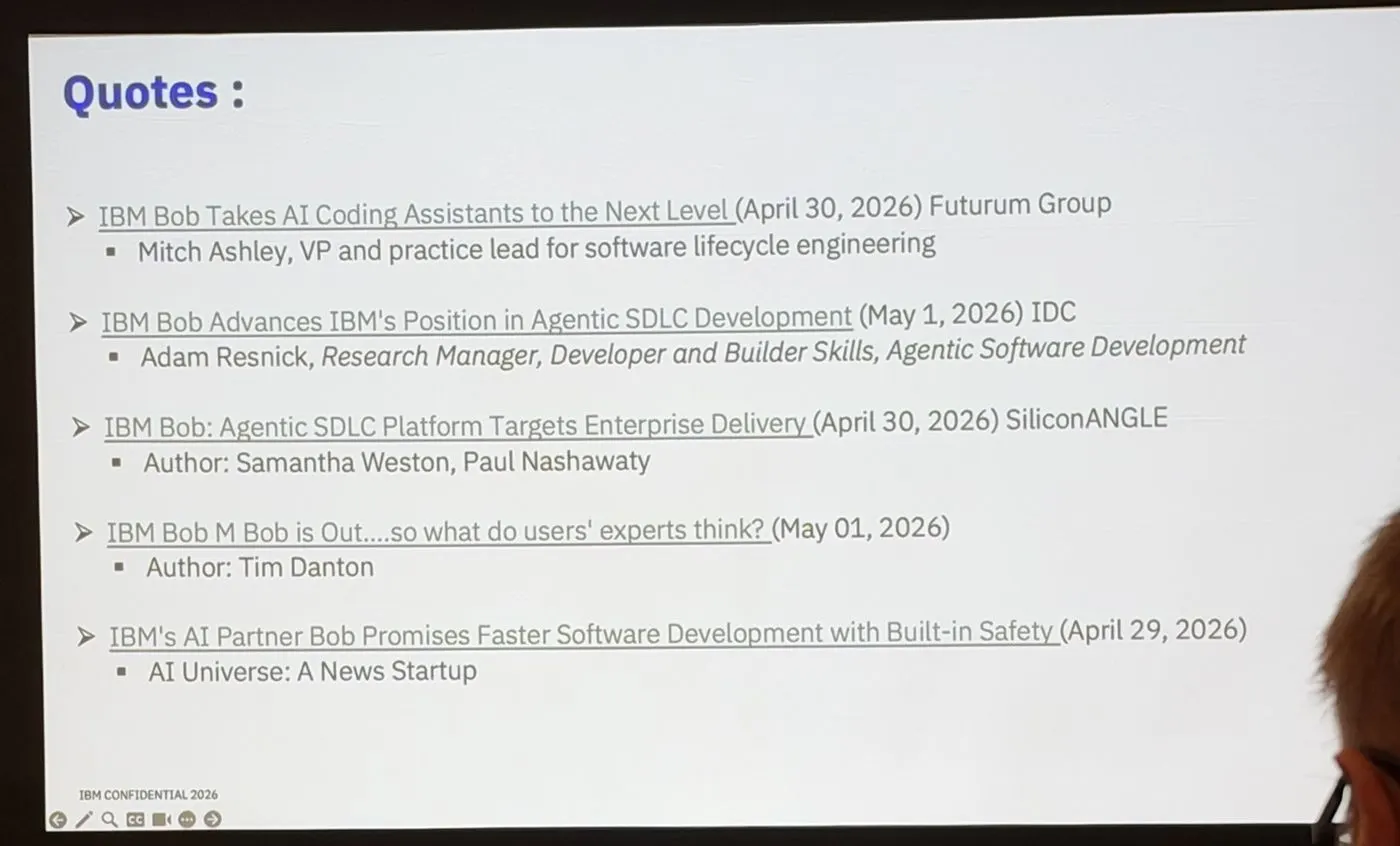 Quotes :
➢ IBM Bob Takes AI Coding Assistants to the Next Level (April 30, 2026) Futurum Group
▪ Mitch Ashley, VP and practice lead for software lifecycle engineering
➢ IBM Bob Advances IBM's Position in Agentic SDLC Development (May 1, 2026) IDC
▪ Adam Resnick, Research Manager, Developer and Builder Skills, Agentic Software Development
➢ IBM Bob: Agentic SDLC Platform Targets Enterprise Delivery (April 30, 2026) SiliconANGLE
▪ Author: Samantha Weston, Paul Nashawaty
➢ IBM Bob M Bob is Out....so what do users' experts think? (May 01, 2026)
▪ Author: Tim Danton
➢ IBM's AI Partner Bob Promises Faster Software Development with Built-in Safety (April 29, 2026)
▪ AI Universe: A News Startup
IBM CONFIDENTIAL 2026
CC